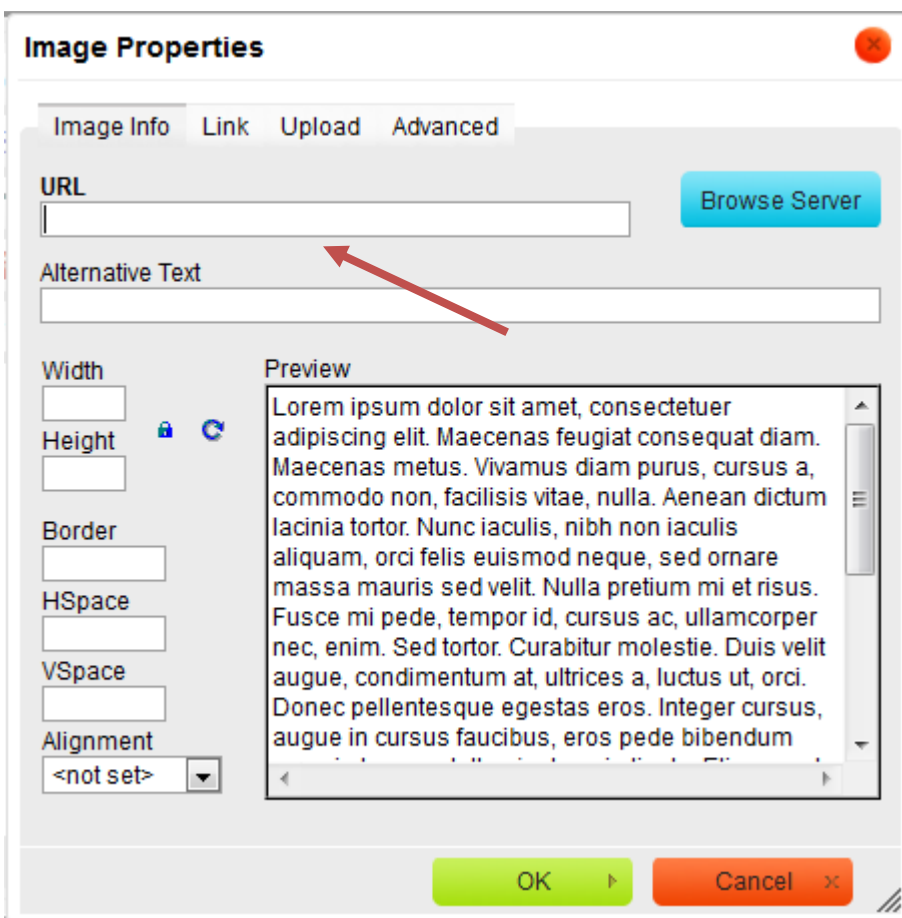 Image Properties
Image Info Link Upload Advanced
URL
Browse Server
Alternative Text
Width
Height
Border
HSpace
VSpace
Alignment
<not set>
Preview
Lorem ipsum dolor sit amet, consectetuer
adipiscing elit. Maecenas feugiat consequat diam.
Maecenas metus. Vivamus diam purus, cursus a,
commodo non, facilisis vitae, nulla. Aenean dictum
lacinia tortor. Nunc iaculis, nibh non iaculis
aliquam, orci felis euismod neque, sed ornare
massa mauris sed velit. Nulla pretium mi et risus.
Fusce mi pede, tempor id, cursus ac, ullamcorper
nec, enim. Sed tortor. Curabitur molestie. Duis velit
augue, condimentum at, ultrices a, luctus ut, orci.
Donec pellentesque egestas eros. Integer cursus,
augue in cursus faucibus, eros pede bibendum
OK
Cancel